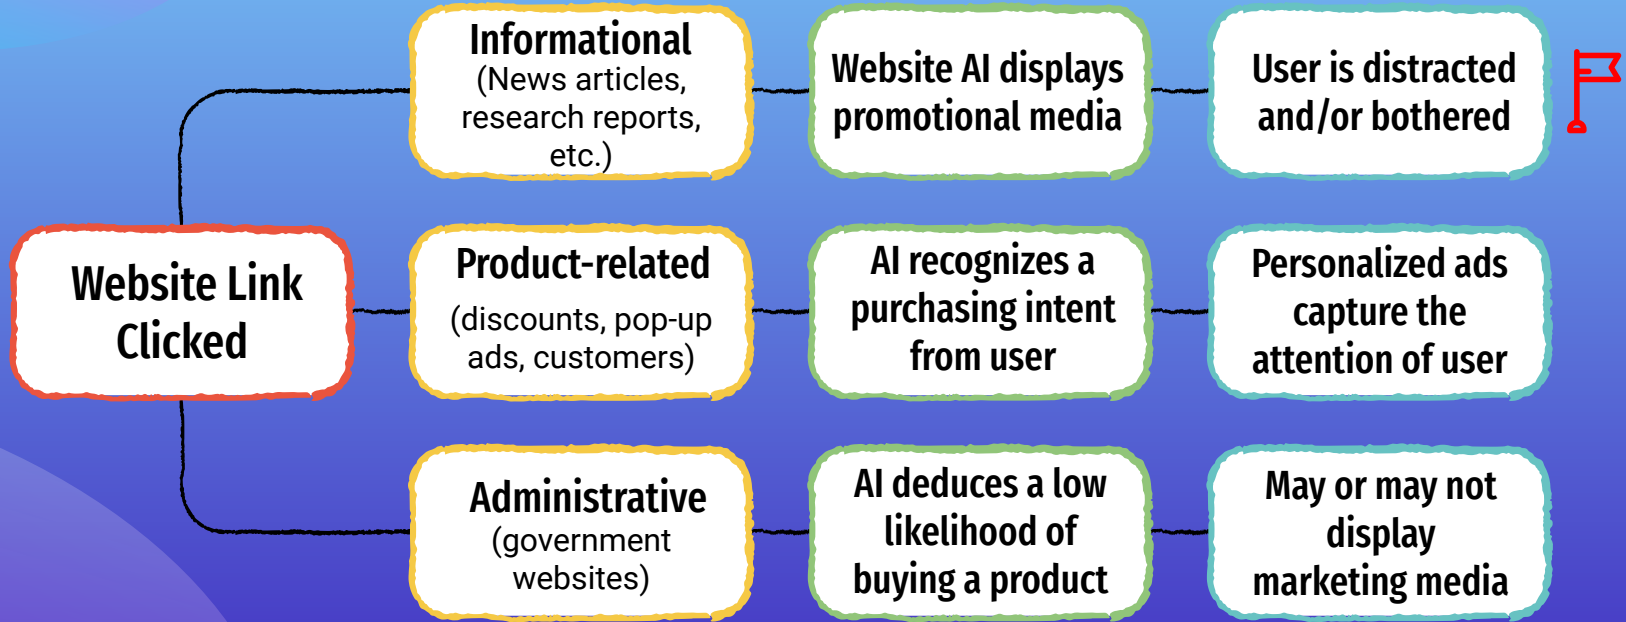 Informational
(News articles,
research reports,
etc.)
Website AI displays
promotional media
User is distracted
and/or bothered
Website Link
Clicked
Product-related
(discounts, pop-up
ads, customers)
AI recognizes a
purchasing intent
from user
Personalized ads
capture the
attention of user
Administrative
(government
websites)
AI deduces a low
likelihood of
buying a product
May or may not
display
marketing media